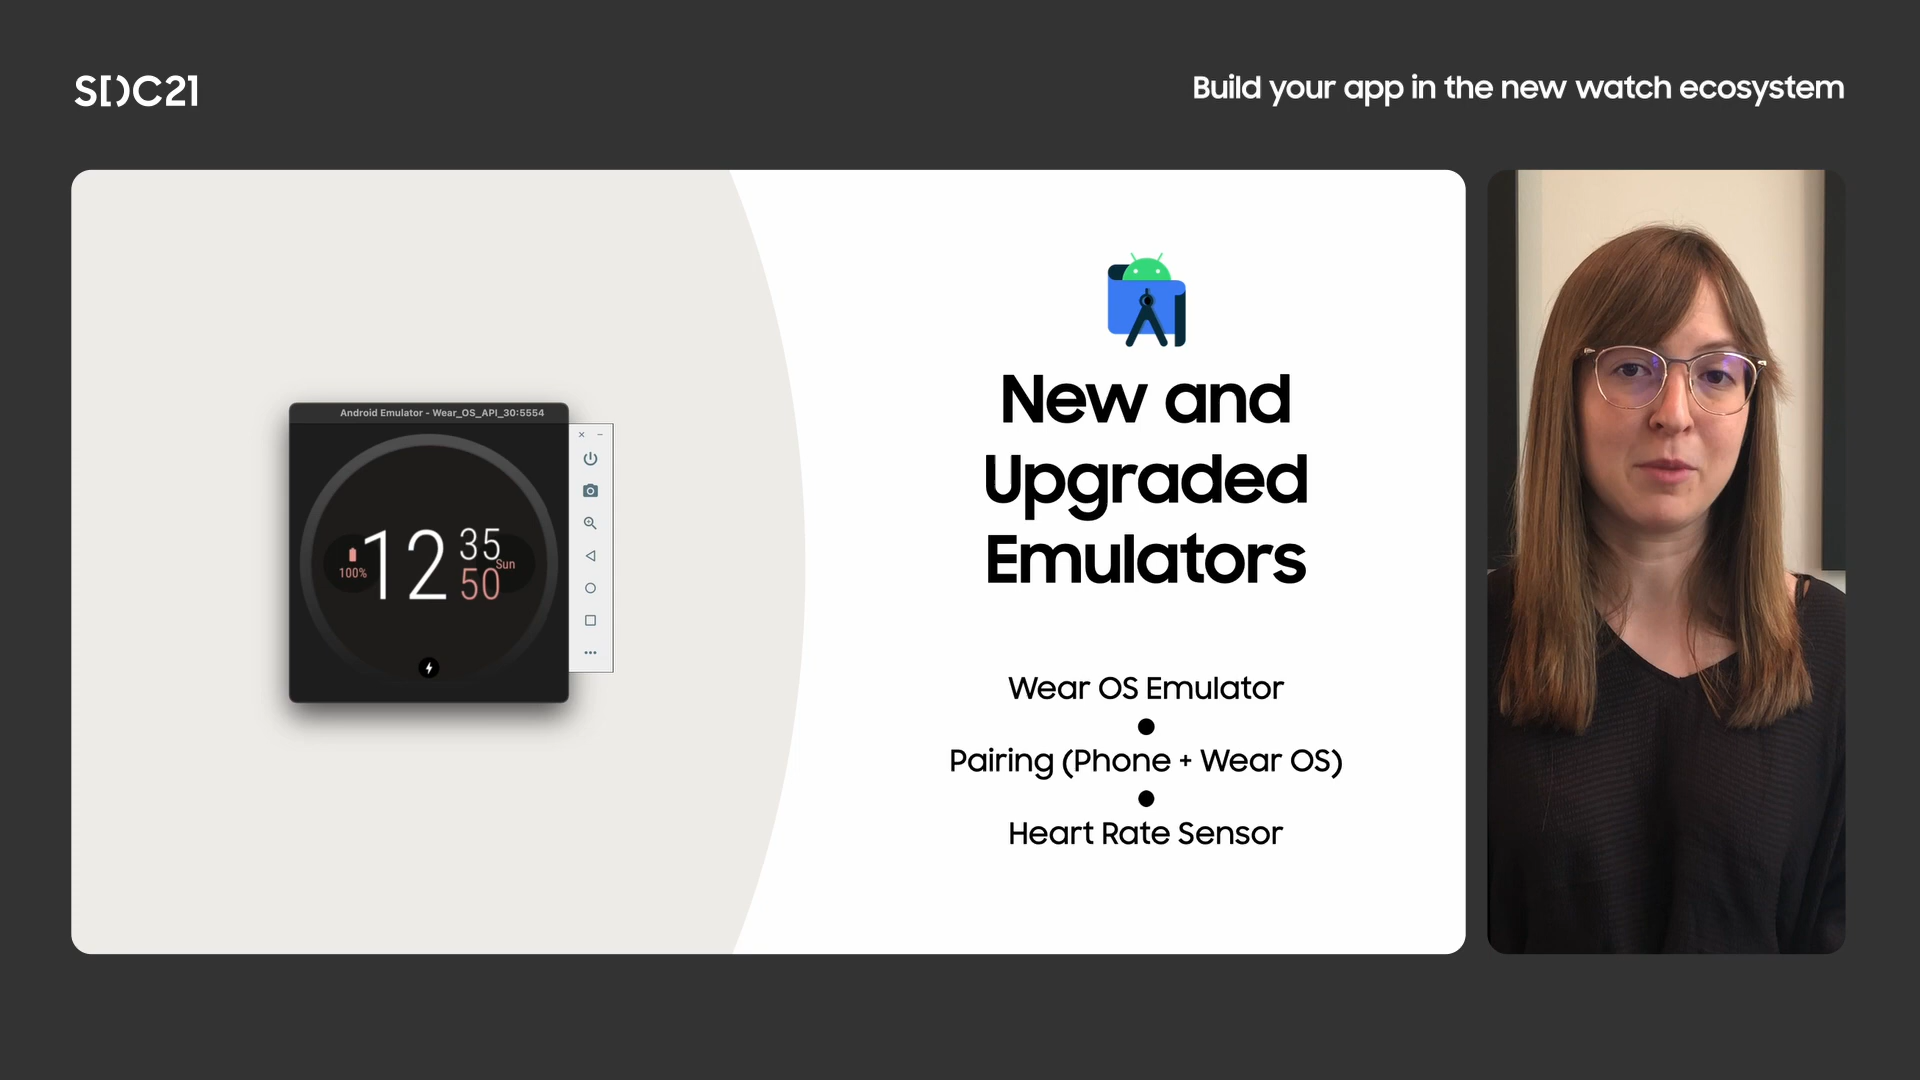 SDC21
Build your app in the new watch ecosystem
Android Emulator - Wear_OS_API_30:5554
100%
12
35
50
Sun
New and
Upgraded
Emulators
Wear OS Emulator
Pairing (Phone + Wear OS)
Heart Rate Sensor